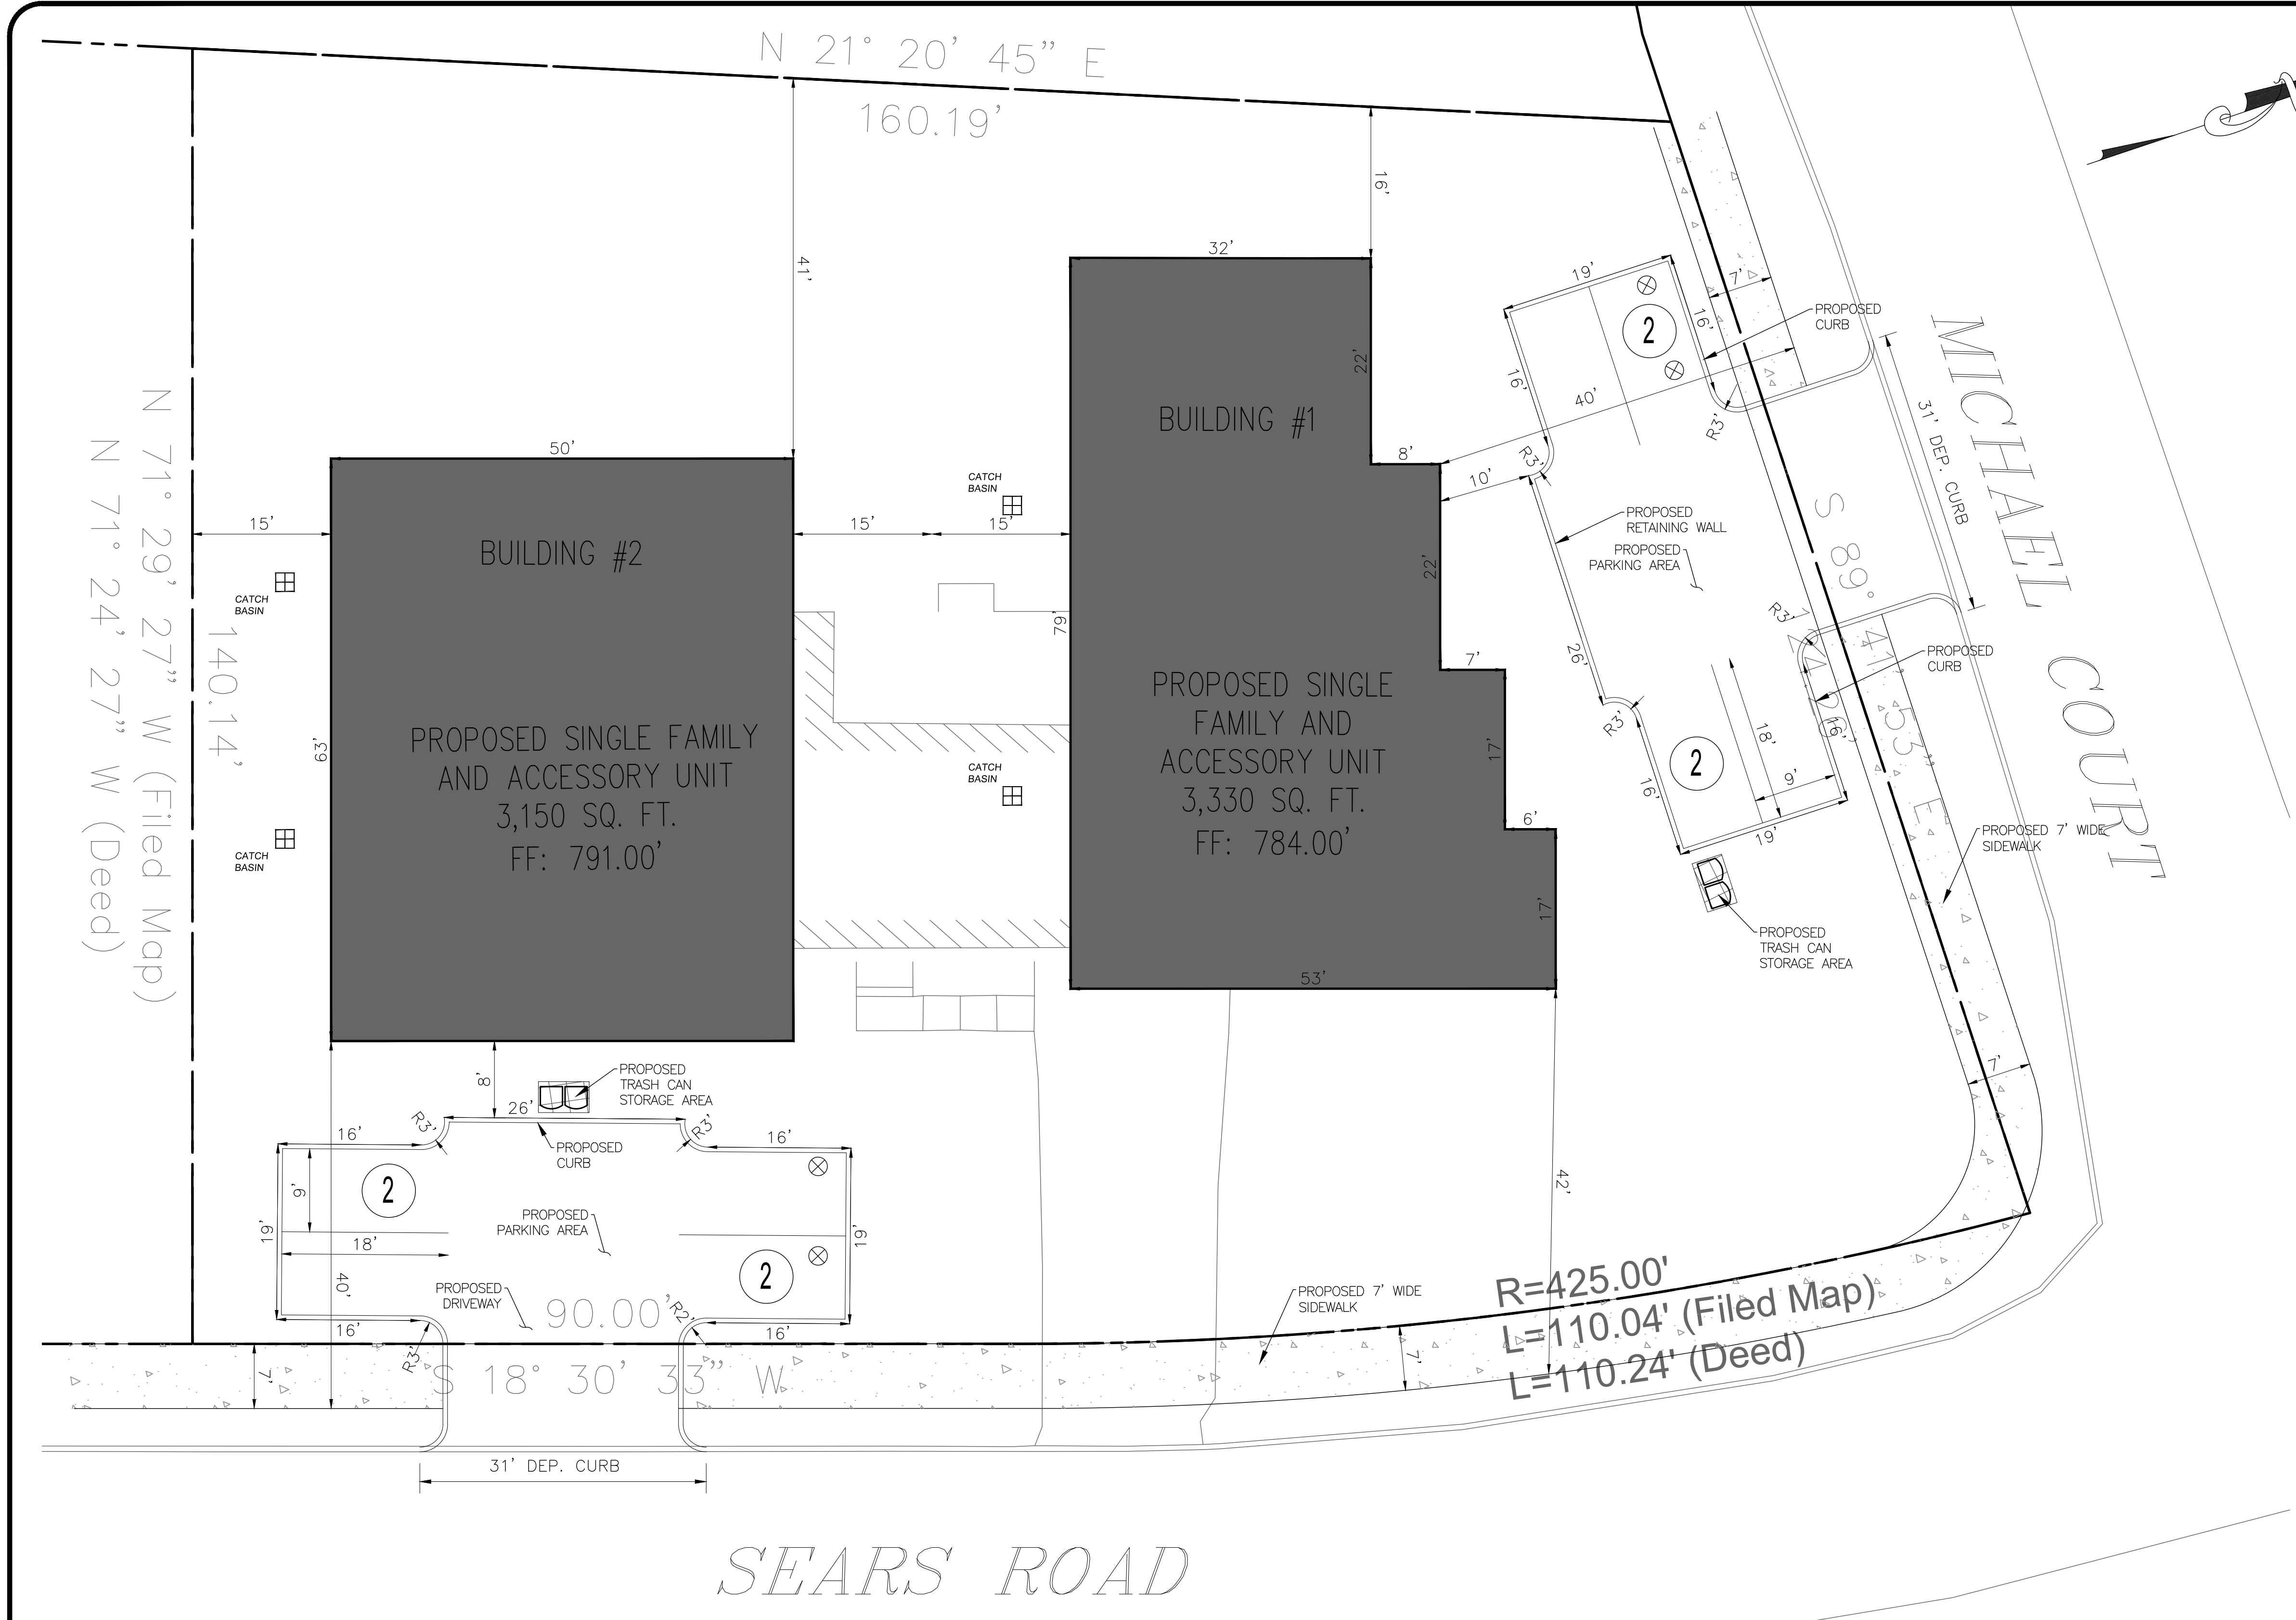 N 21° 20' 45" E
160.19'
16'
41'
32'
22'
BUILDING #1
8'
10'
22'
79'
7'
PROPOSED SINGLE
FAMILY AND
ACCESSORY UNIT
3,330 SQ. FT.
FF: 784.00'
17'
6'
17'
53'
42'
50'
15'
15'
15'
BUILDING #2
63'
PROPOSED SINGLE FAMILY
AND ACCESSORY UNIT
3,150 SQ. FT.
FF: 791.00'
CATCH
BASIN
CATCH
BASIN
CATCH
BASIN
CATCH
BASIN
N 71° 29' 27" W (Filed Map)
N 71° 24' 27" W (Deed)
140.14'
19'
16'
16'
2
7'
40'
R3'
R3'
PROPOSED
CURB
31' DEP. CURB
PROPOSED
RETAINING WALL
PROPOSED
PARKING AREA
26'
R3'
R3'
16'
2
18'
9'
16'
19'
PROPOSED
CURB
S 89° 41' 53" E
MICHAEL COURT
PROPOSED 7' WIDE
SIDEWALK
PROPOSED
TRASH CAN
STORAGE AREA
7'
8'
PROPOSED
TRASH CAN
STORAGE AREA
26'
R3'
R3'
16'
16'
PROPOSED
CURB
2
9'
19'
18'
PROPOSED
PARKING AREA
2
19'
40'
PROPOSED
DRIVEWAY
90.00'
R2'
16'
16'
R3'
7'
S 18° 30' 33" W
PROPOSED 7' WIDE
SIDEWALK
7'
R=425.00'
L=110.04' (Filed Map)
L=110.24' (Deed)
31' DEP. CURB
SEARS ROAD